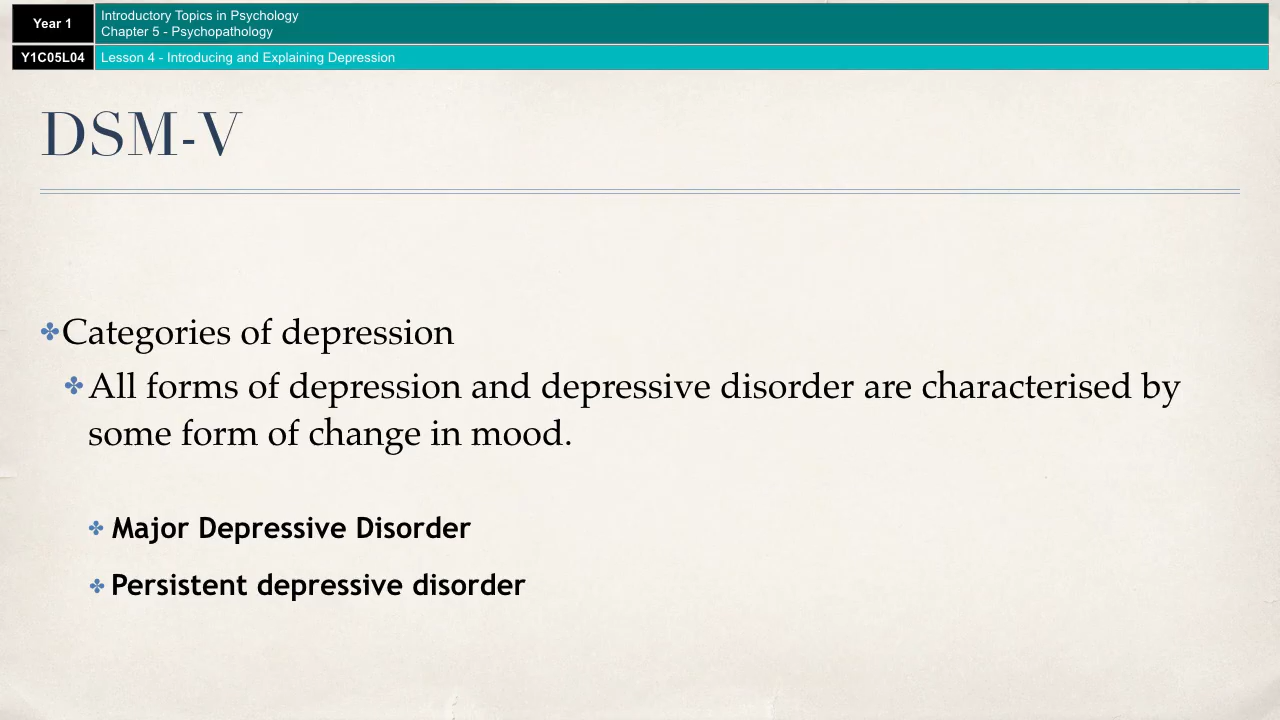 Year 1
Introductory Topics in Psychology
Chapter 5 - Psychopathology
Y1C05L04
Lesson 4 - Introducing and Explaining Depression
DSM-V
Categories of depression
All forms of depression and depressive disorder are characterised by
some form of change in mood.
Major Depressive Disorder
Persistent depressive disorder